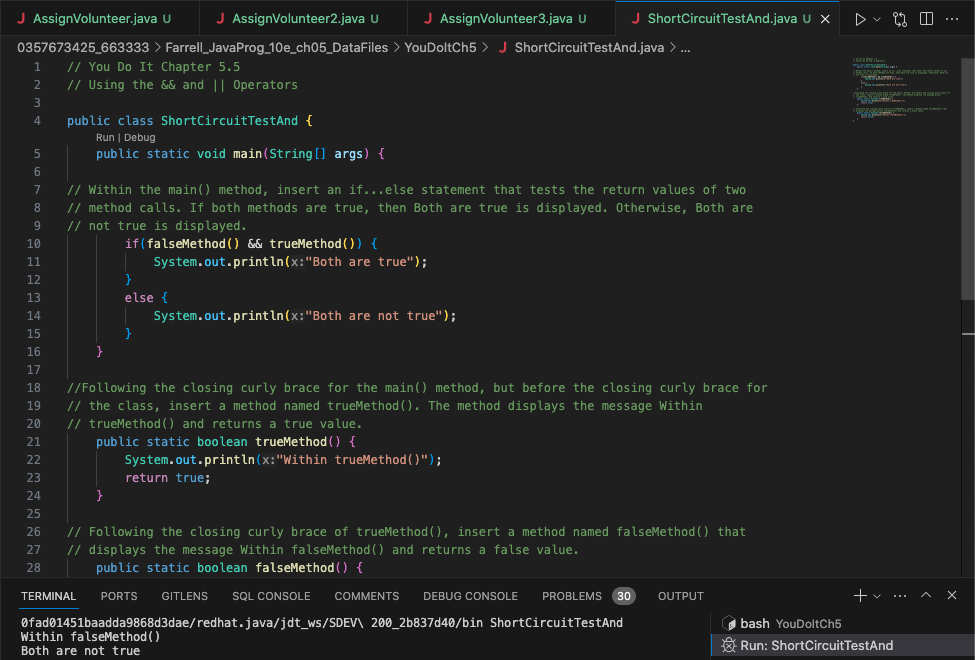 J AssignVolunteer.java U J AssignVolunteer2.java U J AssignVolunteer3.java U J ShortCircuitTestAnd.java U
0357673425_663333 > Farrell_JavaProg_10e_ch05_DataFiles > YouDoItCh5 > J ShortCircuitTestAnd.java > ...
1 // You Do It Chapter 5.5
2 // Using the && and || Operators
3
4 public class ShortCircuitTestAnd {
Run | Debug
5 public static void main(String[] args) {
6
7 // Within the main() method, insert an if...else statement that tests the return values of two
8 // method calls. If both methods are true, then Both are true is displayed. Otherwise, Both are
9 // not true is displayed.
10 if(falseMethod() && trueMethod()) {
11 System.out.println(x:"Both are true");
12 }
13 else {
14 System.out.println(x:"Both are not true");
15 }
16 }
17
18 //Following the closing curly brace for the main() method, but before the closing curly brace for
19 // the class, insert a method named trueMethod(). The method displays the message Within
20 // trueMethod() and returns a true value.
21 public static boolean trueMethod() {
22 System.out.println(x:"Within trueMethod()");
23 return true;
24 }
25
26 // Following the closing curly brace of trueMethod(), insert a method named falseMethod() that
27 // displays the message Within falseMethod() and returns a false value.
28 public static boolean falseMethod() {
TERMINAL PORTS GITLENS SQL CONSOLE COMMENTS DEBUG CONSOLE PROBLEMS 30 OUTPUT
0fad01451baadda9868d3dae/redhat.java/jdt_ws/SDEV\ 200_2b837d40/bin ShortCircuitTestAnd
Within falseMethod()
Both are not true
bash YouDoItCh5
Run: ShortCircuitTestAnd